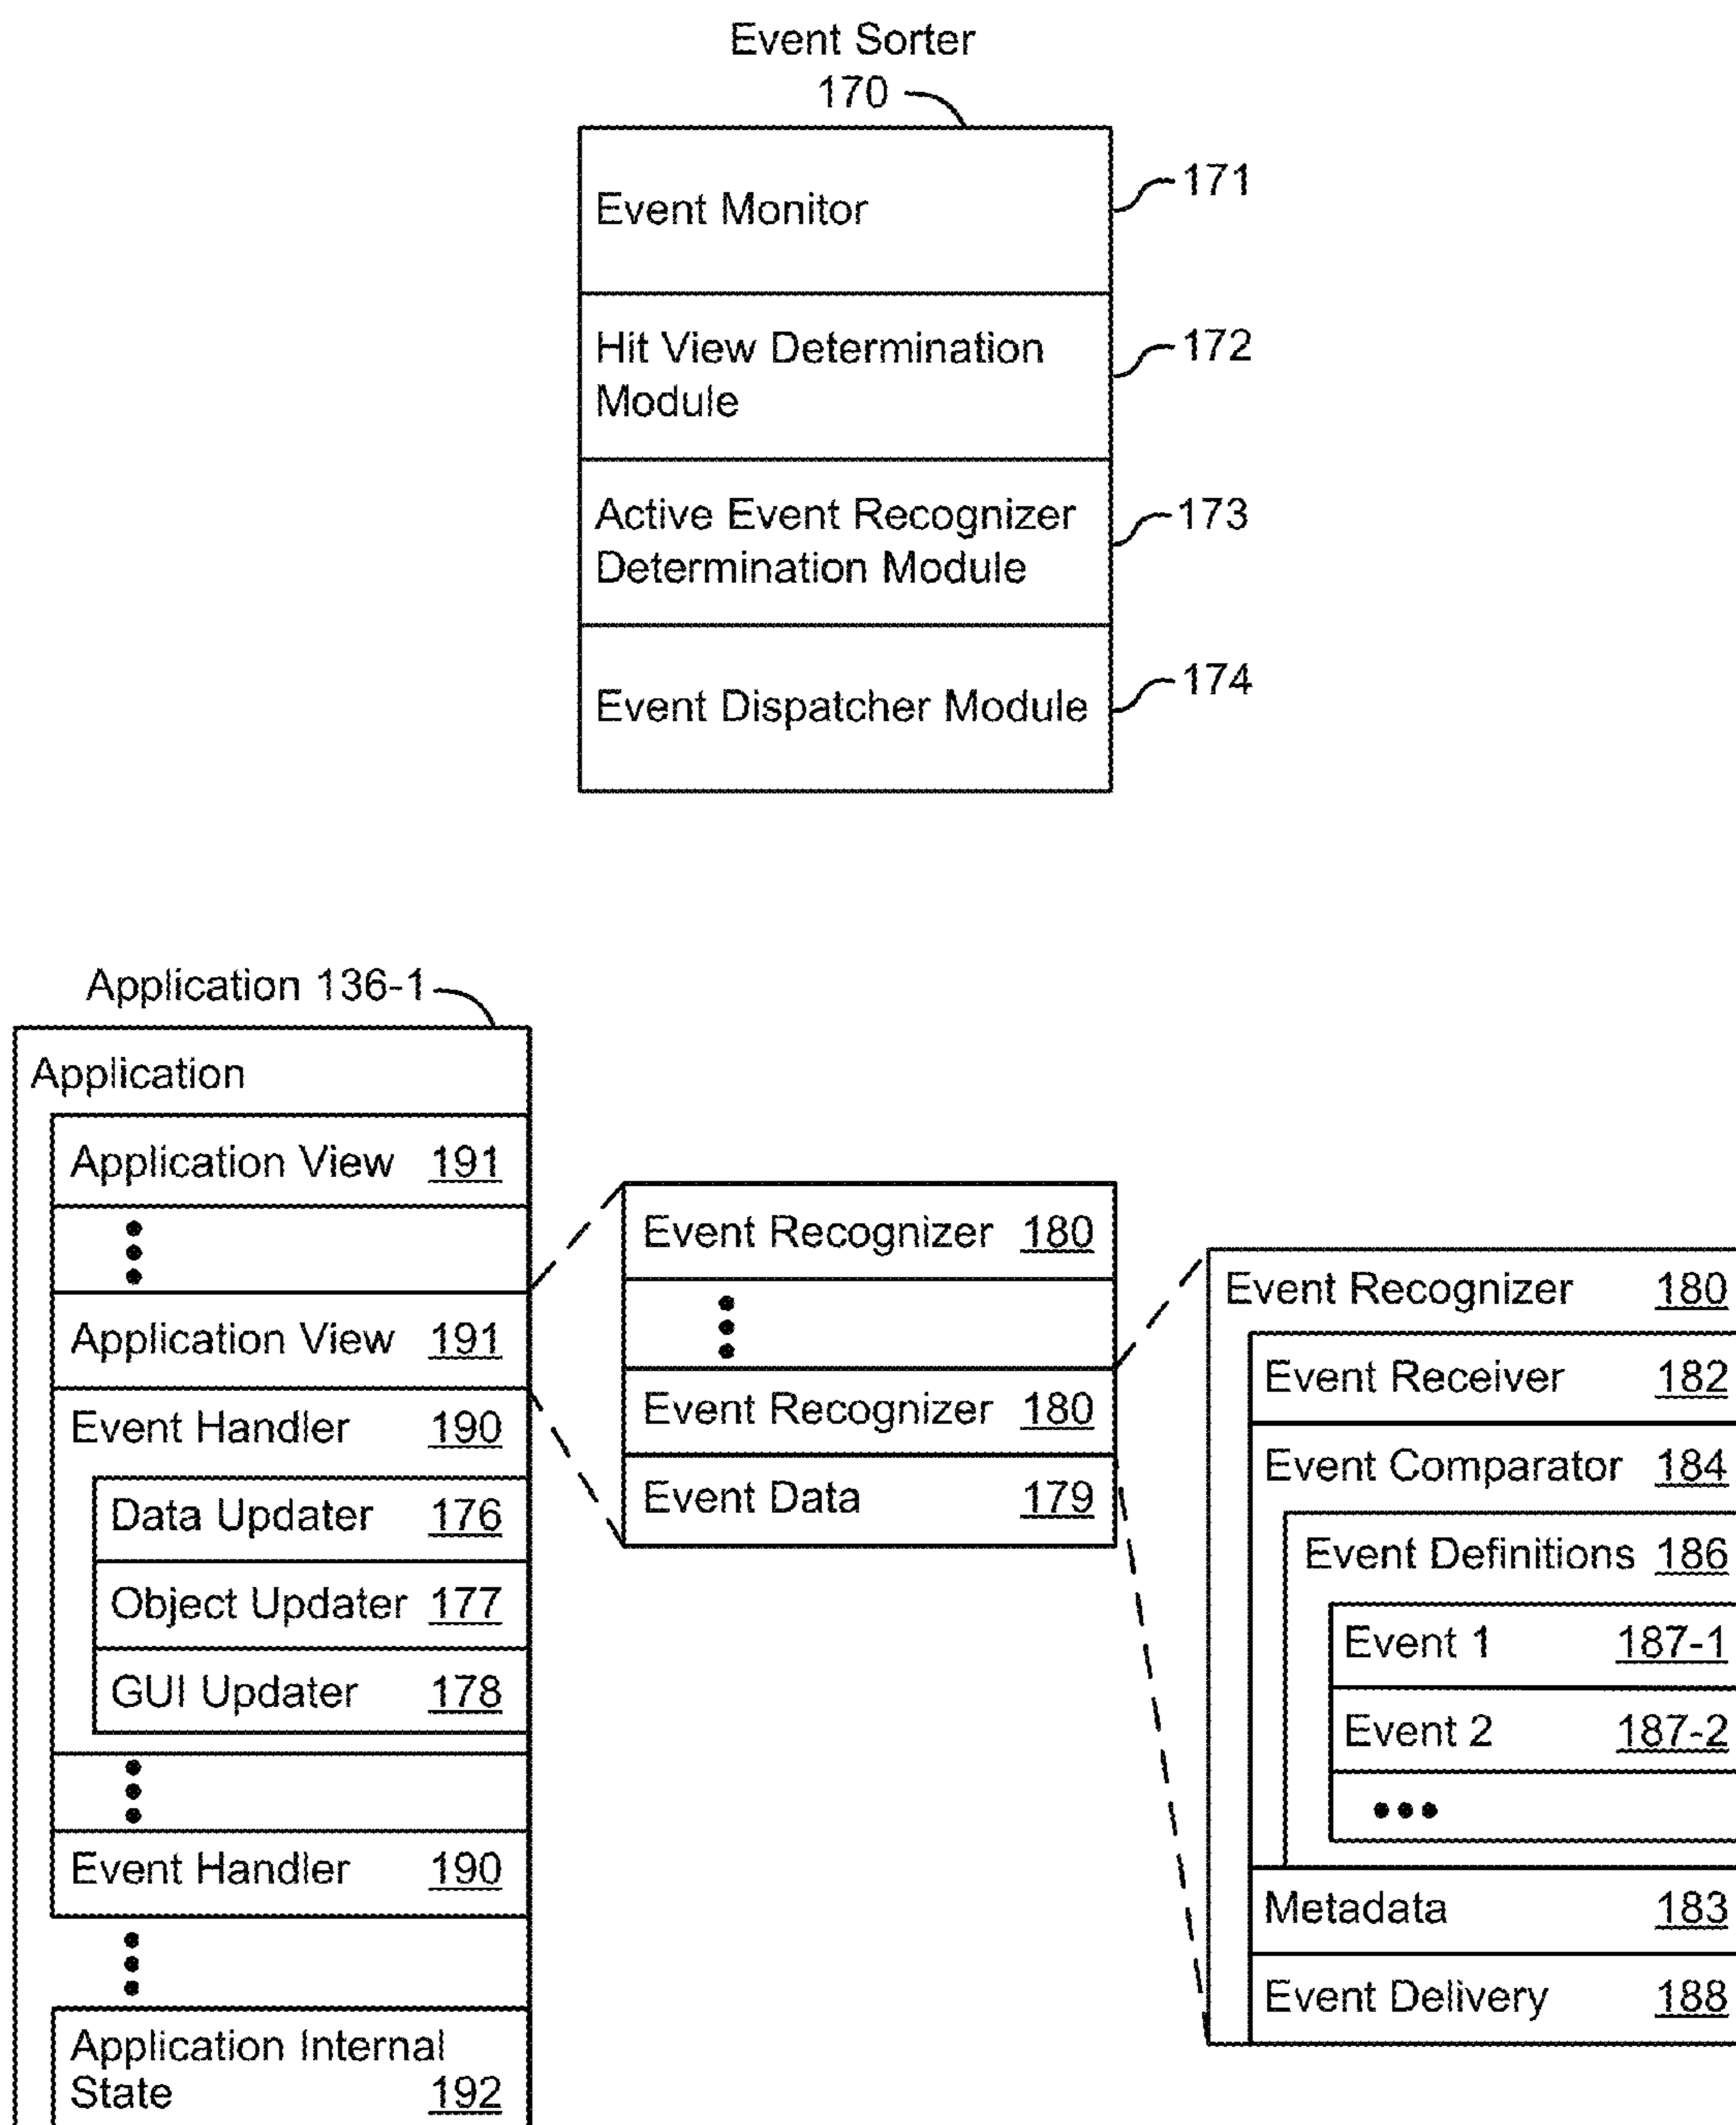 Event Sorter
170
Event Monitor
171
Hit View Determination
Module
172
Active Event Recognizer
Determination Module
173
Event Dispatcher Module
174
Application 136-1
Application
Application View 191
Application View 191
Event Handler 190
Data Updater 176
Object Updater 177
GUI Updater 178
Event Handler 190
Application Internal
State 192
Event Recognizer 180
Event Recognizer 180
Event Data 179
Event Recognizer 180
Event Receiver 182
Event Comparator 184
Event Definitions 186
Event 1 187-1
Event 2 187-2
Metadata 183
Event Delivery 188